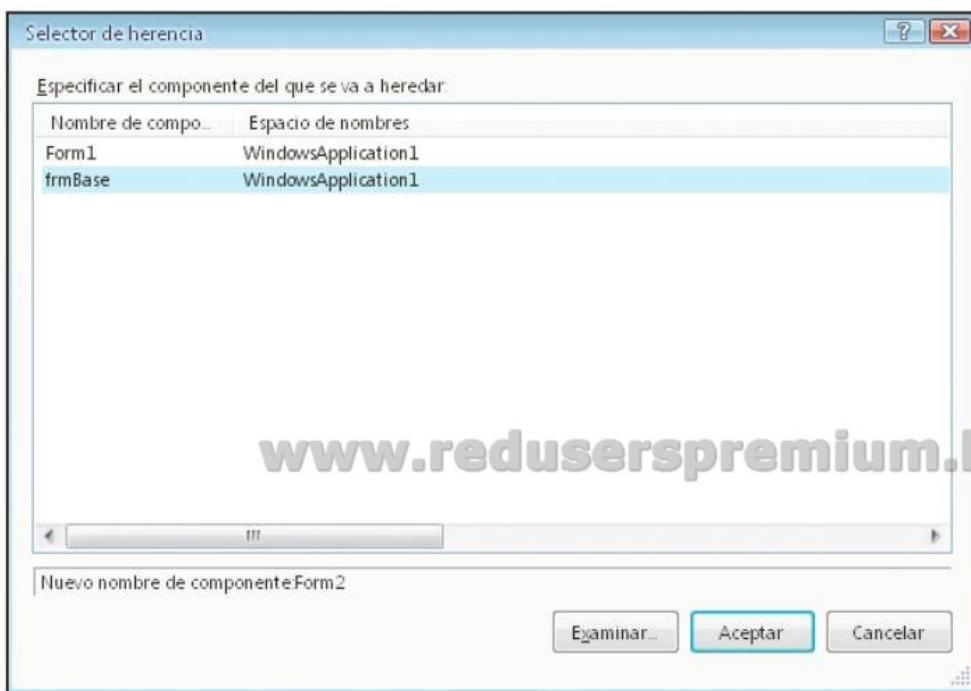 Selector de herencia
Especificar el componente del que se va a heredar:
Nombre de compo... Espacio de nombres
Form1 WindowsApplication1
frmBase WindowsApplication1
www.reduserspremium.
Nuevo nombre de componente:Form2
Examinar... Aceptar Cancelar